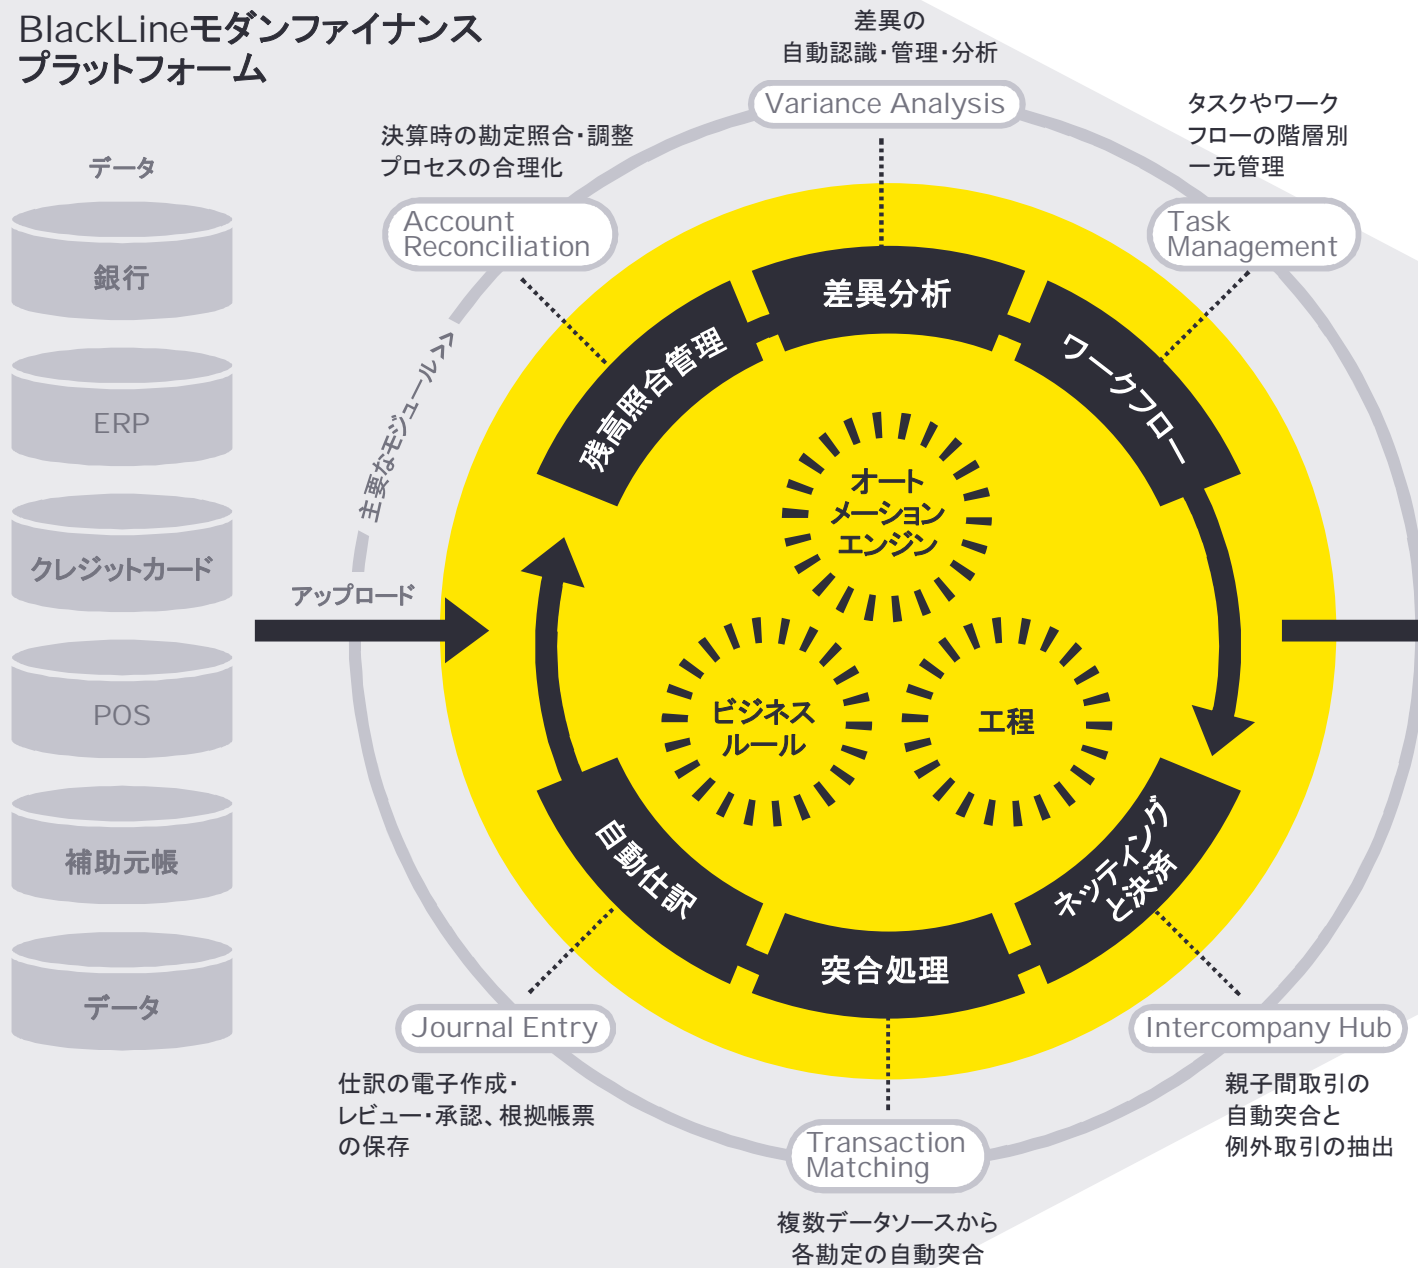 BlackLineモダンファイナンス
プラットフォーム
データ
銀行
ERP
クレジットカード
POS
補助元帳
データ
アップロード
主要なモジュール>>
差異の
自動認識・管理・分析
Variance Analysis
決算時の勘定照合・調整
プロセスの合理化
Account
Reconciliation
タスクやワーク
フローの階層別
一元管理
Task
Management
残高照合管理
差異分析
ワークフロー
オート
メーション
エンジン
ビジネス
ルール
工程
自動仕訳
突合処理
ネッティング
と決済
Journal Entry
仕訳の電子作成・
レビュー・承認、根拠帳票
の保存
Transaction
Matching
複数データソースから
各勘定の自動突合
Intercompany Hub
親子間取引の
自動突合と
例外取引の抽出